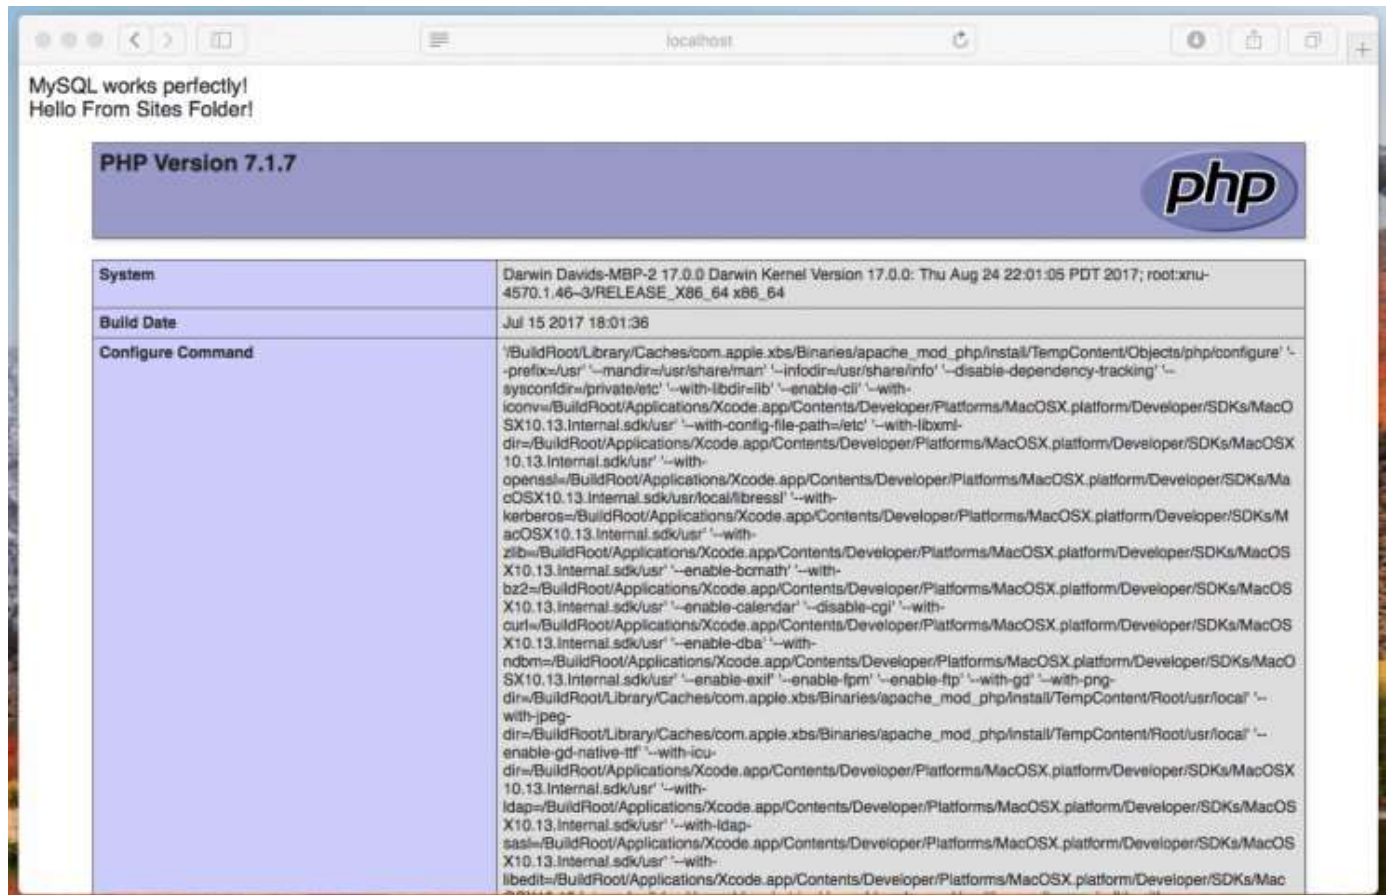 localhost
MySQL works perfectly!
Hello From Sites Folder!
PHP Version 7.1.7
php
System
Darwin Davids-MBP-2 17.0.0 Darwin Kernel Version 17.0.0: Thu Aug 24 22:01:05 PDT 2017; root:xnu-
4570.1.46~3/RELEASE_X86_64 x86_64
Build Date
Jul 15 2017 18:01:36
Configure Command
'/BuildRoot/Library/Caches/com.apple.xbs/Binaries/apache_mod_php/install/TempContent/Objects/php/configure' '-
-prefix=/usr' '--mandir=/usr/share/man' '--infodir=/usr/share/info' '--disable-dependency-tracking' '--
sysconfdir=/private/etc' '--with-libdir=lib' '--enable-cli' '--with-
iconv=/BuildRoot/Applications/Xcode.app/Contents/Developer/Platforms/MacOSX.platform/Developer/SDKs/MacO
SX10.13.Internal.sdk/usr' '--with-config-file-path=/etc' '--with-libxml-
dir=/BuildRoot/Applications/Xcode.app/Contents/Developer/Platforms/MacOSX.platform/Developer/SDKs/MacOSX
10.13.Internal.sdk/usr' '--with-
openssl=/BuildRoot/Applications/Xcode.app/Contents/Developer/Platforms/MacOSX.platform/Developer/SDKs/Ma
cOSX10.13.Internal.sdk/usr/local/libressl' '--with-
kerberos=/BuildRoot/Applications/Xcode.app/Contents/Developer/Platforms/MacOSX.platform/Developer/SDKs/M
acOSX10.13.Internal.sdk/usr' '--with-
zlib=/BuildRoot/Applications/Xcode.app/Contents/Developer/Platforms/MacOSX.platform/Developer/SDKs/MacOS
X10.13.Internal.sdk/usr' '--enable-bcmath' '--with-
bz2=/BuildRoot/Applications/Xcode.app/Contents/Developer/Platforms/MacOSX.platform/Developer/SDKs/MacOS
X10.13.Internal.sdk/usr' '--enable-calendar' '--disable-cgi' '--with-
curl=/BuildRoot/Applications/Xcode.app/Contents/Developer/Platforms/MacOSX.platform/Developer/SDKs/MacOS
X10.13.Internal.sdk/usr' '--enable-dba' '--with-
ndbm=/BuildRoot/Applications/Xcode.app/Contents/Developer/Platforms/MacOSX.platform/Developer/SDKs/MacO
SX10.13.Internal.sdk/usr' '--enable-exif' '--enable-fpm' '--enable-ftp' '--with-gd' '--with-png-
dir=/BuildRoot/Library/Caches/com.apple.xbs/Binaries/apache_mod_php/install/TempContent/Root/usr/local' '--
with-jpeg-
dir=/BuildRoot/Library/Caches/com.apple.xbs/Binaries/apache_mod_php/install/TempContent/Root/usr/local' '--
enable-gd-native-ttf' '--with-icu-
dir=/BuildRoot/Applications/Xcode.app/Contents/Developer/Platforms/MacOSX.platform/Developer/SDKs/MacOSX
10.13.Internal.sdk/usr' '--with-
ldap=/BuildRoot/Applications/Xcode.app/Contents/Developer/Platforms/MacOSX.platform/Developer/SDKs/MacOS
X10.13.Internal.sdk/usr' '--with-ldap-
sasl=/BuildRoot/Applications/Xcode.app/Contents/Developer/Platforms/MacOSX.platform/Developer/SDKs/MacOS
X10.13.Internal.sdk/usr' '--with-
libedit=/BuildRoot/Applications/Xcode.app/Contents/Developer/Platforms/MacOSX.platform/Developer/SDKs/Mac